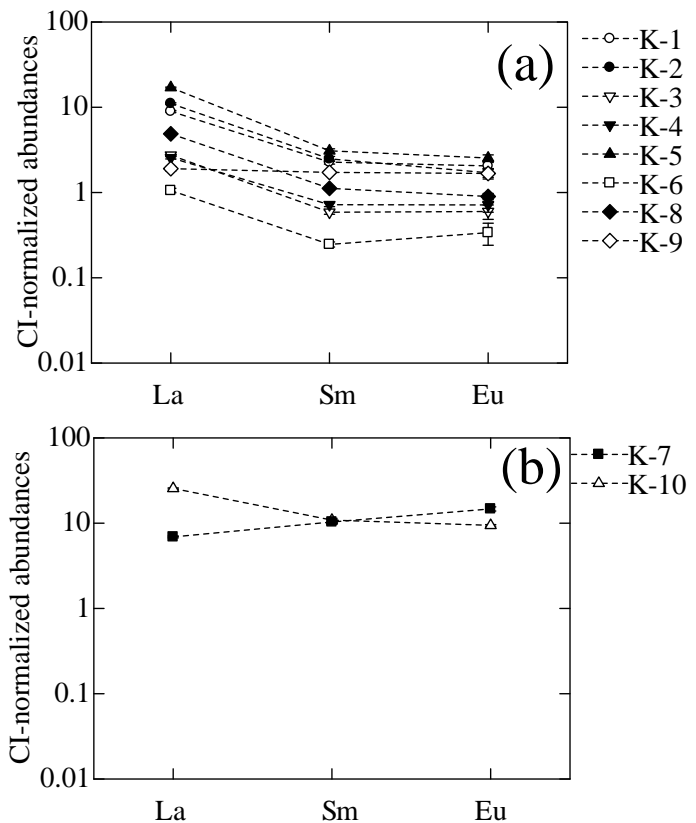 100
10
1
0.1
0.01
CI-normalized abundances
(a)
La Sm Eu
K-1
K-2
K-3
K-4
K-5
K-6
K-8
K-9
100
10
1
0.1
0.01
CI-normalized abundances
(b)
La Sm Eu
K-7
K-10